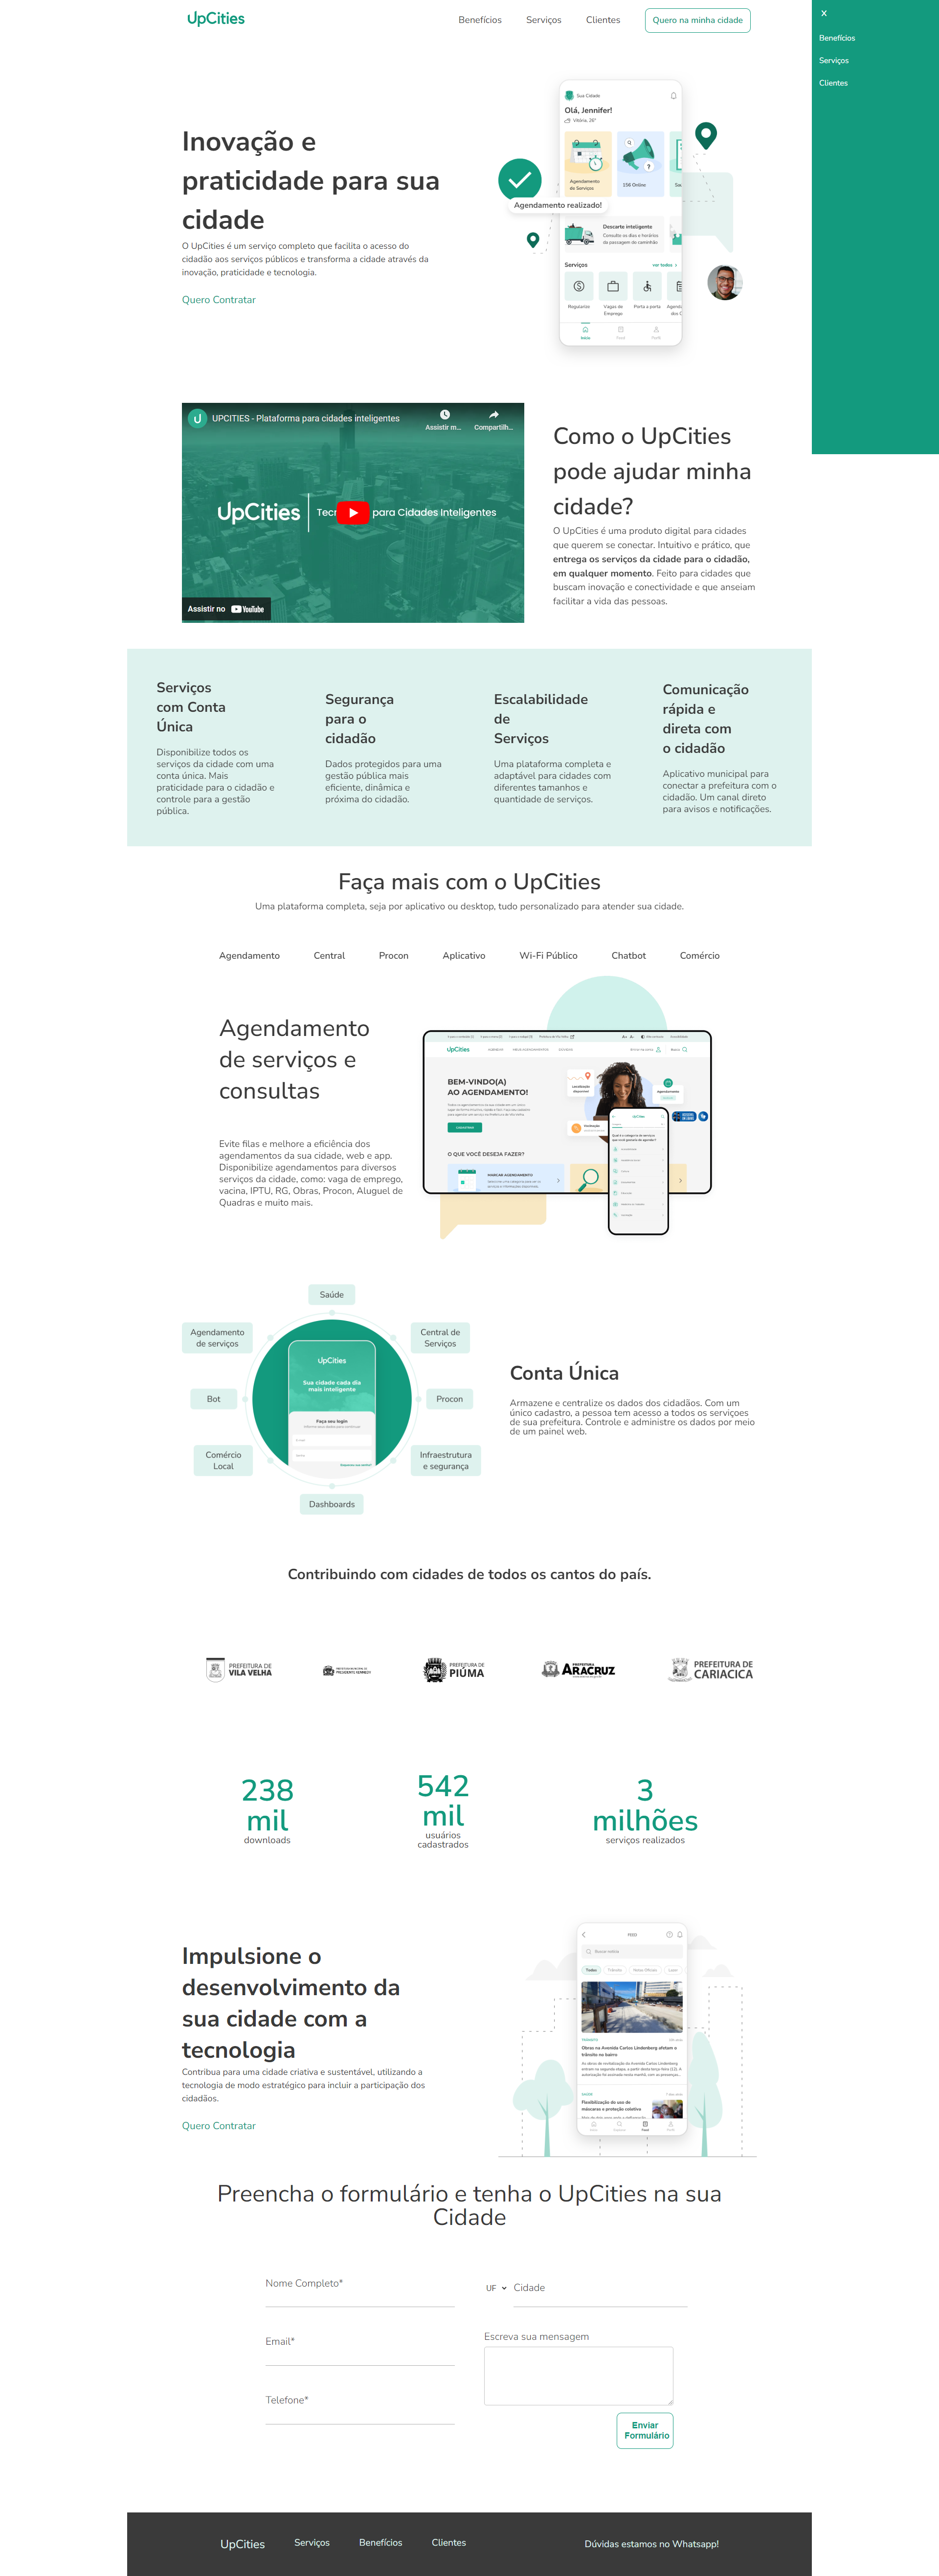 UpCities
Benefícios
Serviços
Clientes
Quero na minha cidade
X
Benefícios
Serviços
Clientes
Inovação e
praticidade para sua
cidade
O UpCities é um serviço completo que facilita o acesso do
cidadão aos serviços públicos e transforma a cidade através da
inovação, praticidade e tecnologia.
Quero Contratar
Sua Cidade
Olá, Jennifer!
Vitória, 26°
Agendamento
de Serviços
156 Online
Agendamento realizado!
Descarte inteligente
Consulte os dias e horários
da passagem do caminhão
Serviços
ver todos
Regularize
Vagas de
Emprego
Porta a porta
Início
Feed
Perfil
UPCITIES - Plataforma para cidades inteligentes
Assistir m...
Compartilh...
UpCities
Tecn
para Cidades Inteligentes
Assistir no YouTube
Como o UpCities
pode ajudar minha
cidade?
O UpCities é uma produto digital para cidades
que querem se conectar. Intuitivo e prático, que
entrega os serviços da cidade para o cidadão,
em qualquer momento. Feito para cidades que
buscam inovação e conectividade e que anseiam
facilitar a vida das pessoas.
Serviços
com Conta
Única
Disponibilize todos os
serviços da cidade com uma
conta única. Mais
praticidade para o cidadão e
controle para a gestão
pública.
Segurança
para o
cidadão
Dados protegidos para uma
gestão pública mais
eficiente, dinâmica e
próxima do cidadão.
Escalabilidade
de
Serviços
Uma plataforma completa e
adaptável para cidades com
diferentes tamanhos e
quantidade de serviços.
Comunicação
rápida e
direta com
o cidadão
Aplicativo municipal para
conectar a prefeitura com o
cidadão. Um canal direto
para avisos e notificações.
Faça mais com o UpCities
Uma plataforma completa, seja por aplicativo ou desktop, tudo personalizado para atender sua cidade.
Agendamento
Central
Procon
Aplicativo
Wi-Fi Público
Chatbot
Comércio
Agendamento
de serviços e
consultas
Evite filas e melhore a eficiência dos
agendamentos da sua cidade, web e app.
Disponibilize agendamentos para diversos
serviços da cidade, como: vaga de emprego,
vacina, IPTU, RG, Obras, Procon, Aluguel de
Quadras e muito mais.
UpCities
BEM-VINDO(A)
AO AGENDAMENTO!
O QUE VOCÊ DESEJA FAZER?
MARCAR AGENDAMENTO
UpCities
Saúde
Agendamento
de serviços
Central de
Serviços
Bot
Procon
Comércio
Local
Infraestrutura
e segurança
Dashboards
UpCities
Sua cidade cada dia
mais inteligente
Faça seu login
Conta Única
Armazene e centralize os dados dos cidadãos. Com um
único cadastro, a pessoa tem acesso a todos os serviçoes
de sua prefeitura. Controle e administre os dados por meio
de um painel web.
Contribuindo com cidades de todos os cantos do país.
PREFEITURA DE
VILA VELHA
PREFEITURA MUNICIPAL DE
PRESIDENTE KENNEDY
PREFEITURA DE
PIÚMA
PREFEITURA
ARACRUZ
PREFEITURA DE
CARIACICA
238
mil
downloads
542
mil
usuários
cadastrados
3
milhões
serviços realizados
Impulsione o
desenvolvimento da
sua cidade com a
tecnologia
Contribua para uma cidade criativa e sustentável, utilizando a
tecnologia de modo estratégico para incluir a participação dos
cidadãos.
Quero Contratar
FEED
Buscar notícia
Todos
Trânsito
Notas Oficiais
Lazer
TRÂNSITO
Obras na Avenida Carlos Lindenberg afetam o
trânsito no bairro
SAÚDE
Flexibilização do uso de
máscaras e proteção coletiva
Preencha o formulário e tenha o UpCities na sua
Cidade
Nome Completo*
UF
Cidade
Email*
Escreva sua mensagem
Telefone*
Enviar
Formulário
UpCities
Serviços
Benefícios
Clientes
Dúvidas estamos no Whatsapp!